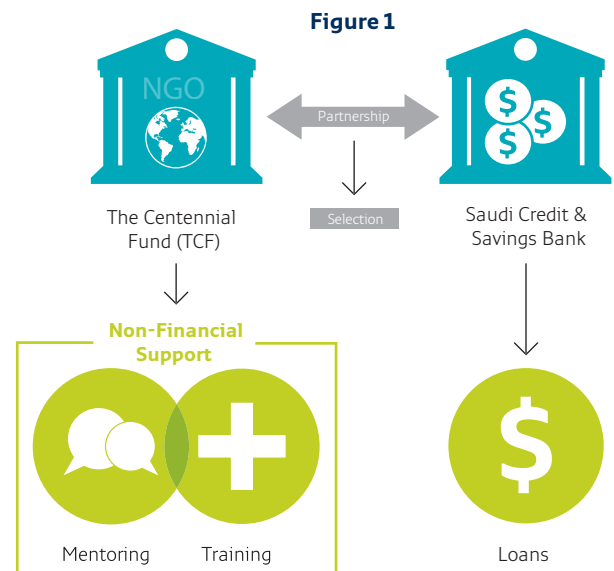 Figure 1
NGO
Partnership
$
$
$
Selection
The Centennial
Fund (TCF)
Saudi Credit &
Savings Bank
Non-Financial
Support
$
Mentoring
Training
Loans